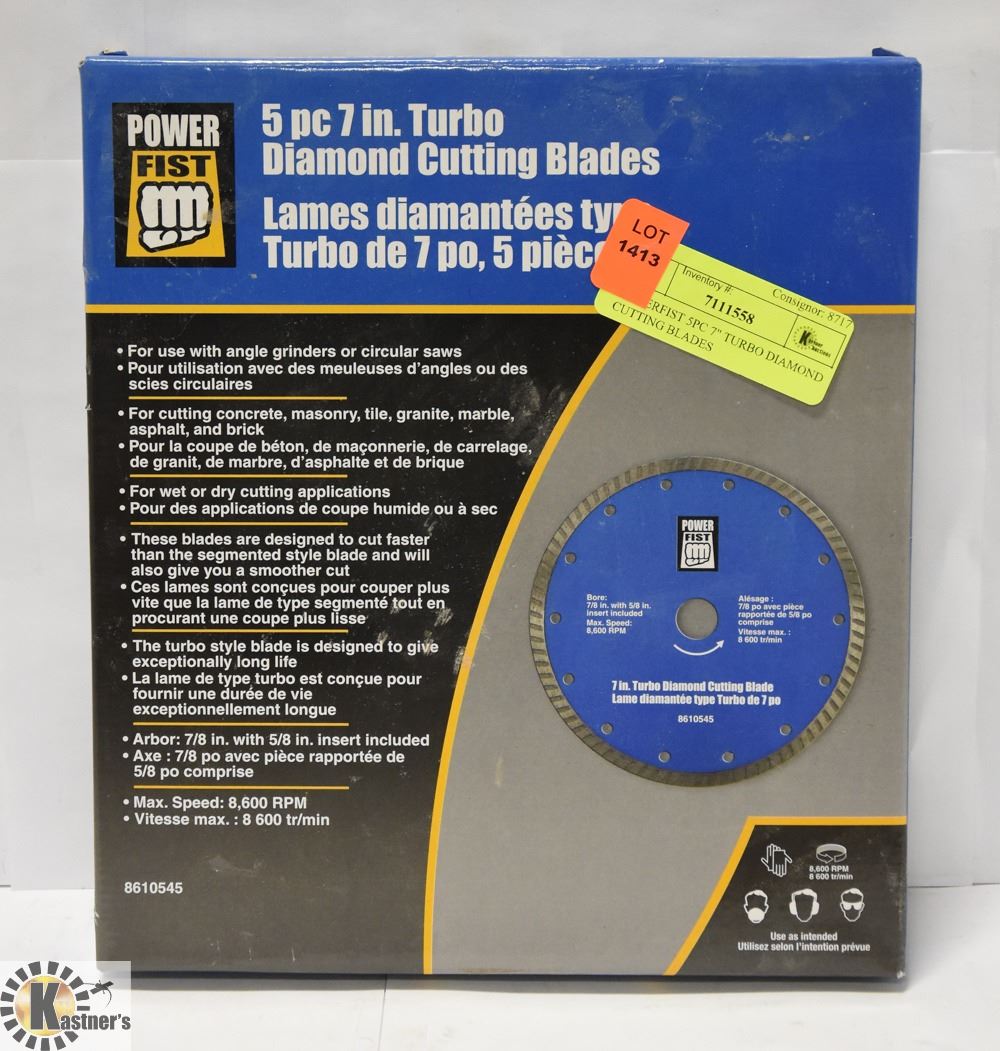 POWER
FIST
5 pc 7 in. Turbo
Diamond Cutting Blades
Lames diamantées
Turbo de 7 po, 5
LOT
1413
Inventory #:
Consignor: 8717
7111558
Kastner
Auctions
5PC 7" TURBO DIAMOND
CUTTING BLADES
• For use with angle grinders or circular saws
• Pour utilisation avec des meuleuses d'angles ou des
scies circulaires
• For cutting concrete, masonry, tile, granite, marble,
asphalt, and brick
• Pour la coupe de béton, de maçonnerie, de carrelage,
de granit, de marbre, d'asphalte et de brique
• For wet or dry cutting applications
• Pour des applications de coupe humide ou à sec
• These blades are designed to cut faster
than the segmented style blade and will
also give you a smoother cut
• Ces lames sont conçues pour couper plus
vite que la lame de type segmenté tout en
procurant une coupe plus lisse
• The turbo style blade is designed to give
exceptionally long life
• La lame de type turbo est conçue pour
fournir une durée de vie
exceptionnellement longue
• Arbor: 7/8 in. with 5/8 in. insert included
• Axe : 7/8 po avec pièce rapportée de
5/8 po comprise
• Max. Speed: 8,600 RPM
• Vitesse max. : 8 600 tr/min
8610545
POWER
FIST
Bore:
7/8 in. with 5/8 in.
insert included
Max. Speed:
8,600 RPM
Alésage :
7/8 po avec pièce
rapportée de 5/8 po
comprise
Vitesse max. :
8 600 tr/min
7 in. Turbo Diamond Cutting Blade
Lame diamantée type Turbo de 7 po
8610545
8,600 RPM
8 600 tr/min
Use as intended
Utilisez selon l'intention prévue
Kastner's